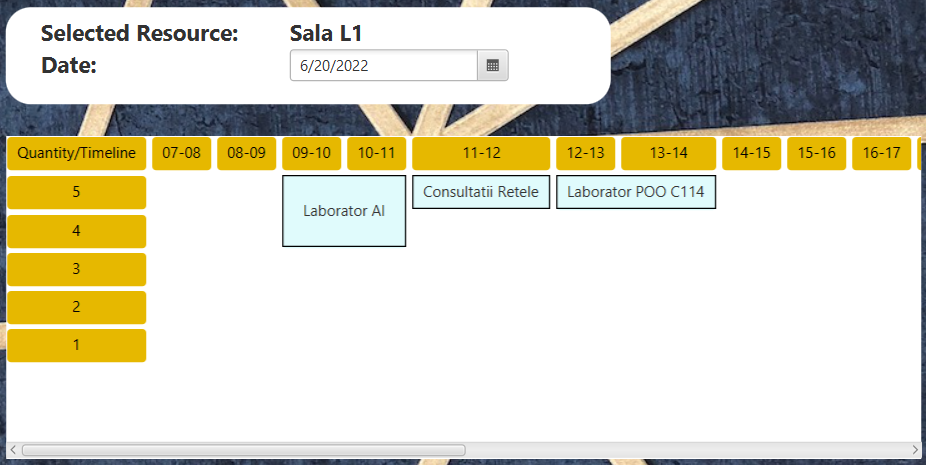 Selected Resource: Sala L1
Date: 6/20/2022
Quantity/Timeline 07-08 08-09 09-10 10-11 11-12 12-13 13-14 14-15 15-16 16-17
5 Laborator AI Consultatii Retele Laborator POO C114
4
3
2
1